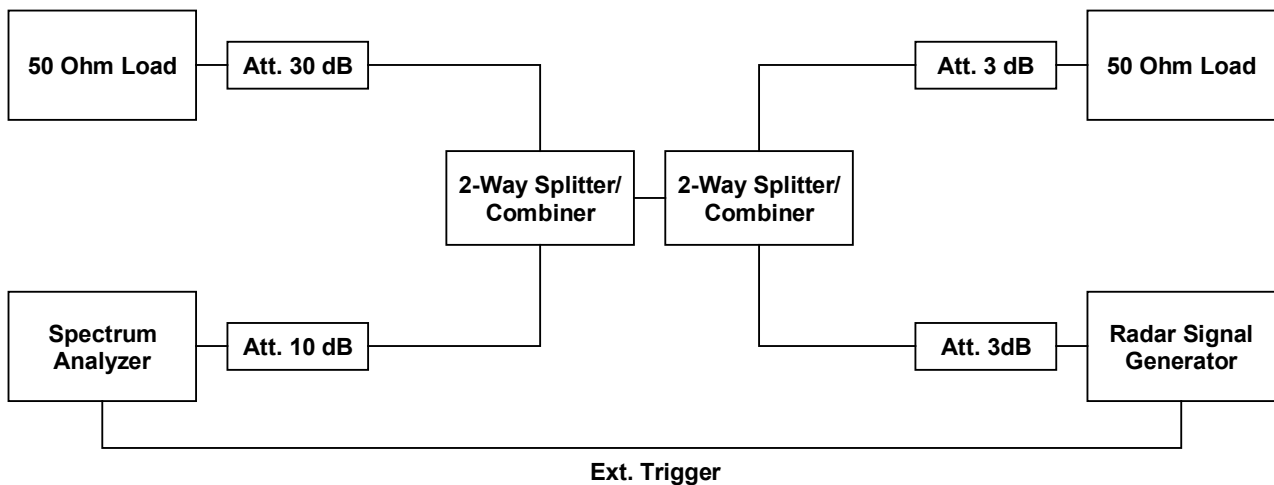 50 Ohm Load
Att. 30 dB
Att. 3 dB
50 Ohm Load
2-Way Splitter/
Combiner
2-Way Splitter/
Combiner
Spectrum
Analyzer
Att. 10 dB
Att. 3dB
Radar Signal
Generator
Ext. Trigger